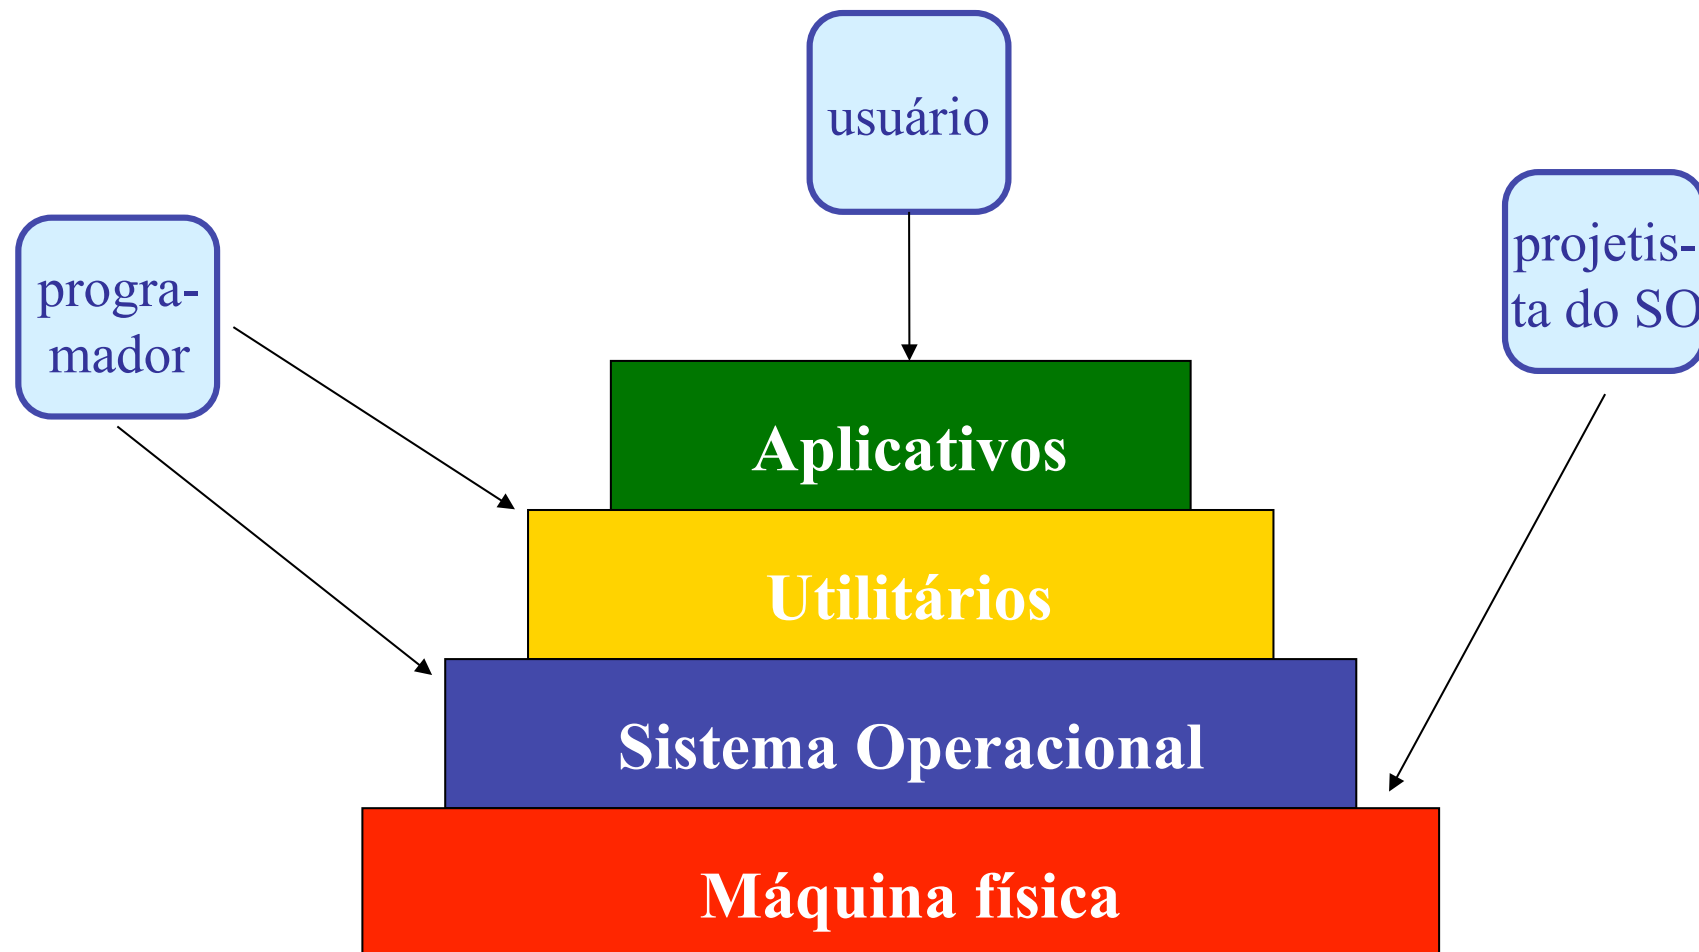 usuário
progra-
mador
projetis-
ta do SO
Aplicativos
Utilitários
Sistema Operacional
Máquina física